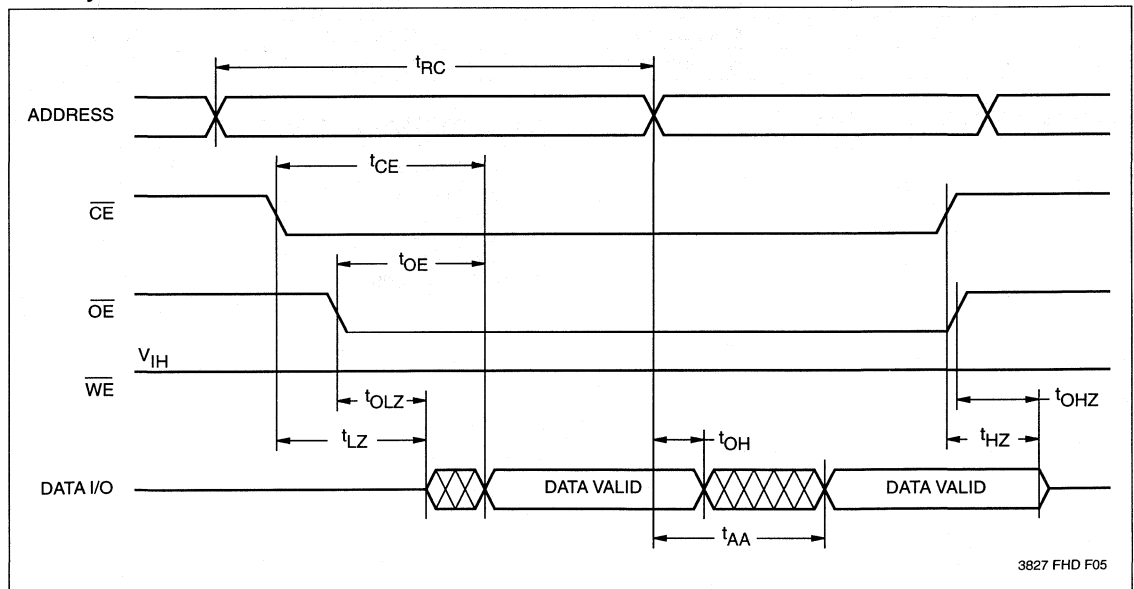 tRC
ADDRESS
tCE
CE
tOE
OE
VIH
WE
tOLZ
tOHZ
tLZ
tOH
tHZ
DATA I/O
DATA VALID
DATA VALID
tAA
3827 FHD F05